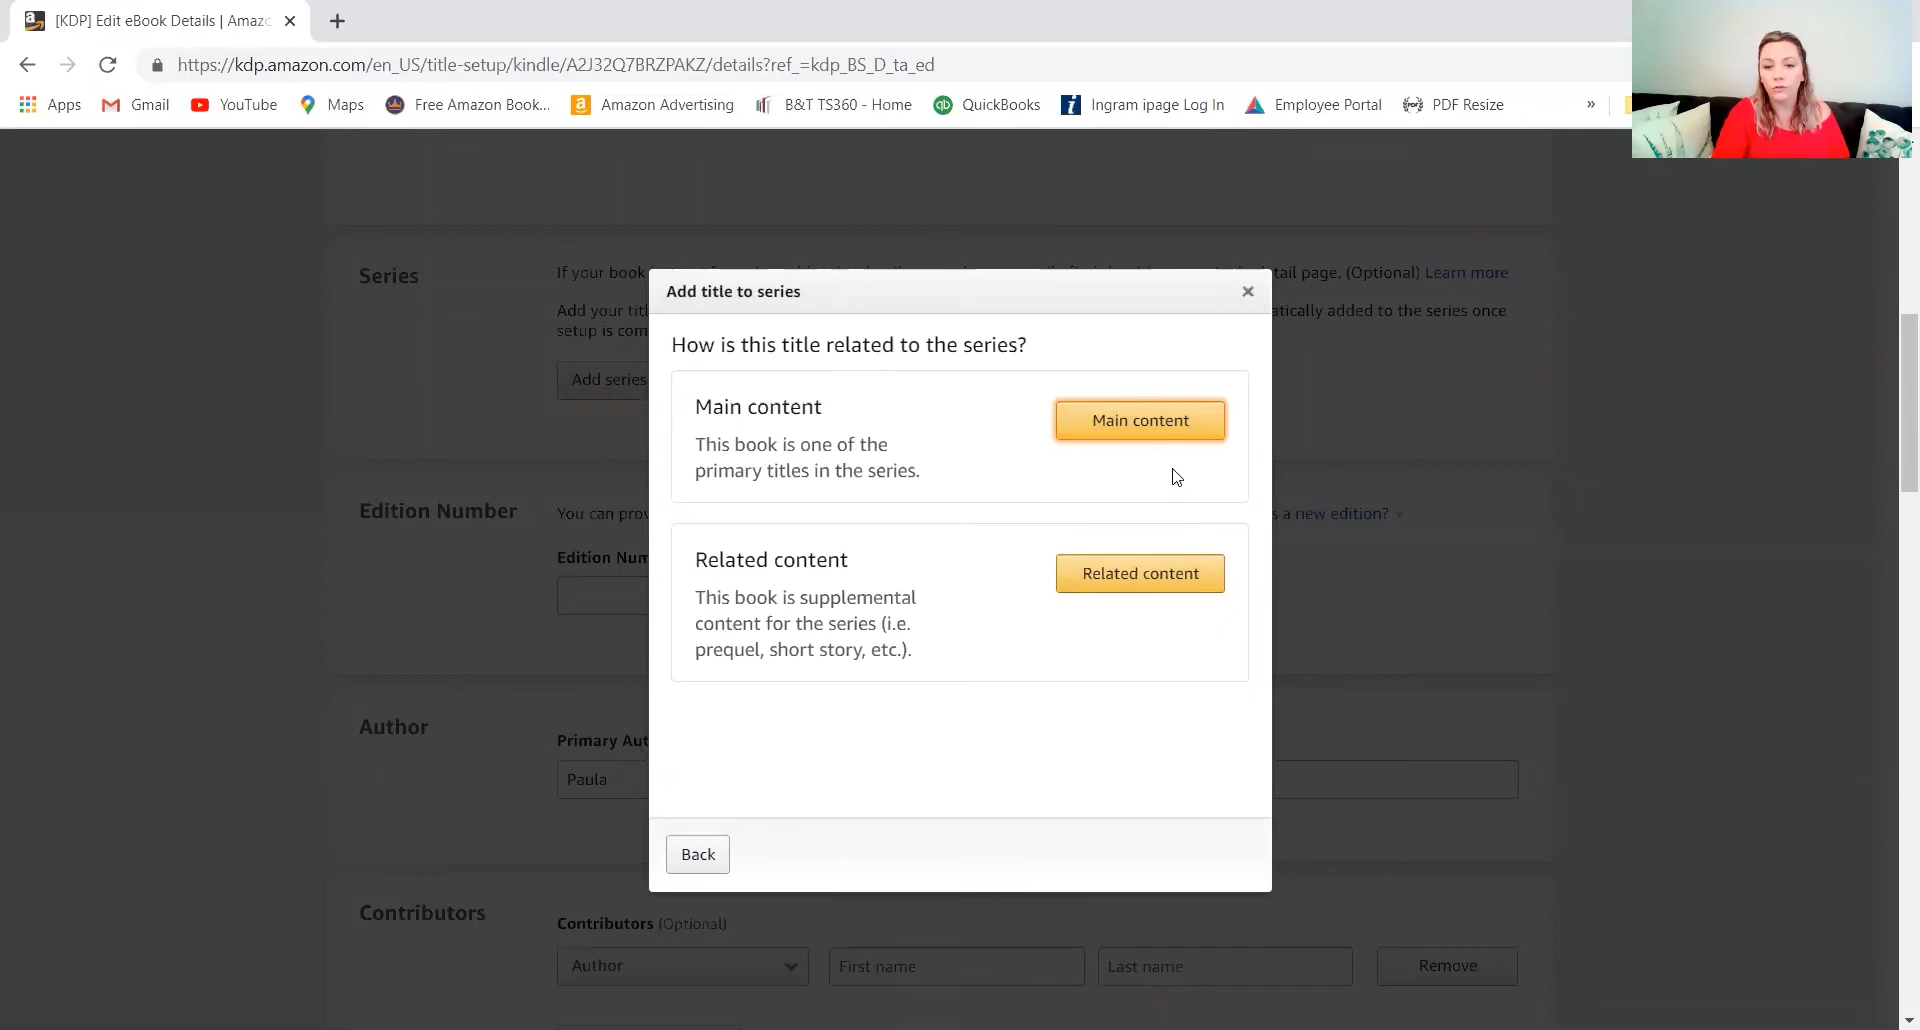 [KDP] Edit eBook Details | Amaz
https://kdp.amazon.com/en_US/title-setup/kindle/A2J32Q7BRZPAKZ/details?ref_=kdp_BS_D_ta_ed
Apps Gmail YouTube Maps Free Amazon Book... Amazon Advertising B&T TS360 - Home QuickBooks Ingram ipage Log In Employee Portal PDF Resize »
Series
If your book tail page. (Optional) Learn more
Add your titl atically added to the series once
setup is com
Add series
Add title to series
How is this title related to the series?
Main content
This book is one of the
primary titles in the series.
Main content
Related content
This book is supplemental
content for the series (i.e.
prequel, short story, etc.).
Related content
Back
Edition Number
You can prov s a new edition?
Edition Num
Author
Primary Aut
Paula
Contributors
Contributors (Optional)
Author First name Last name Remove